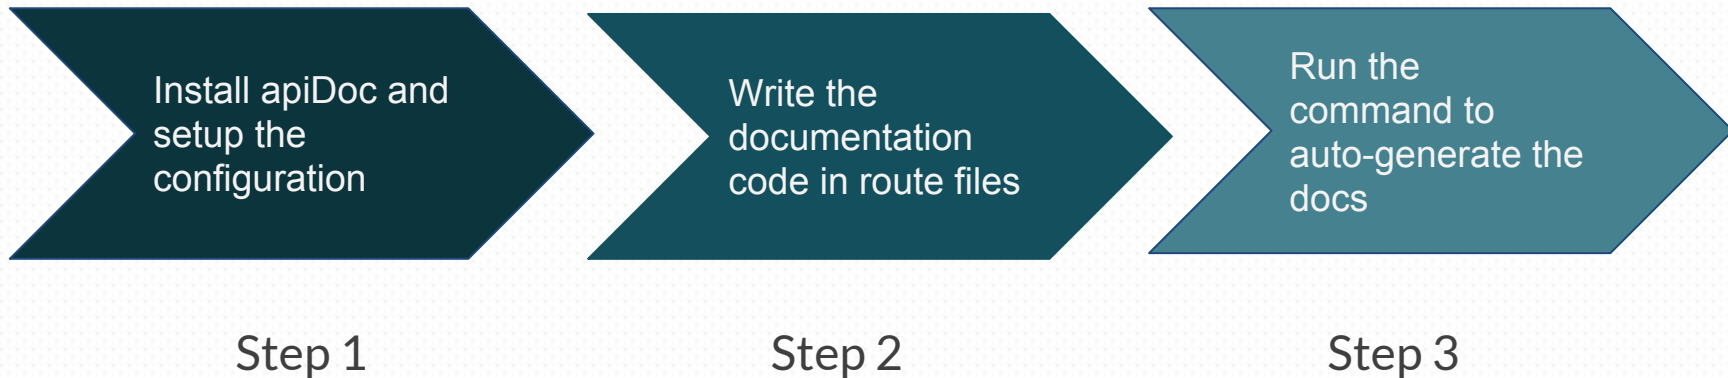 Install apiDoc and
setup the
configuration
Write the
documentation
code in route files
Run the
command to
auto-generate the
docs
Step 1
Step 2
Step 3